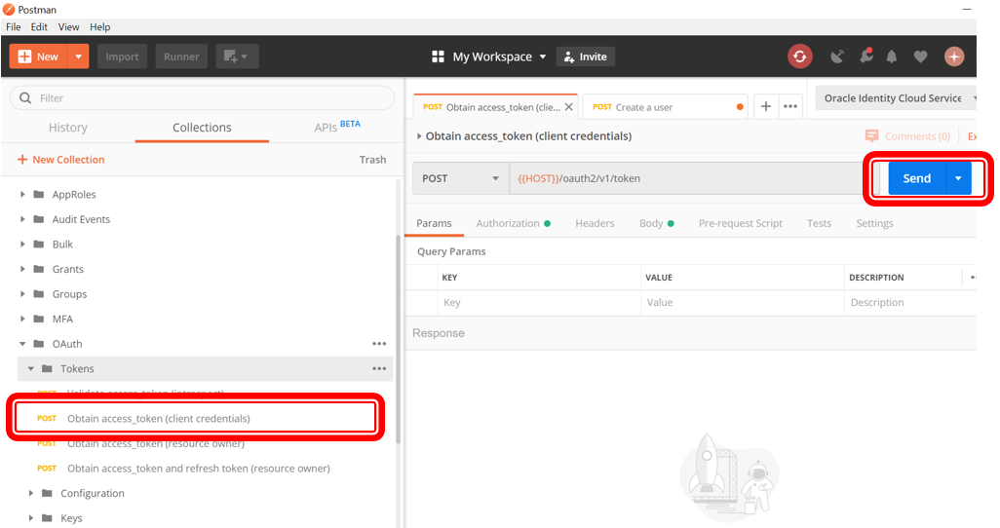 Postman
File Edit View Help
New Import Runner My Workspace Invite
Filter
History Collections APIs BETA
New Collection Trash
AppRoles
Audit Events
Bulk
Grants
Groups
MFA
OAuth
Tokens
POST Validate access_token (introspect)
POST Obtain access_token (client credentials)
POST Obtain access_token (resource owner)
POST Obtain access_token and refresh token (resource owner)
Configuration
Keys
POST Obtain access_token (clie... POST Create a user Oracle Identity Cloud Service
Obtain access_token (client credentials) Comments (0) Ex
POST {{HOST}}/oauth2/v1/token Send
Params Authorization Headers Body Pre-request Script Tests Settings
Query Params
KEY VALUE DESCRIPTION
Key Value Description
Response